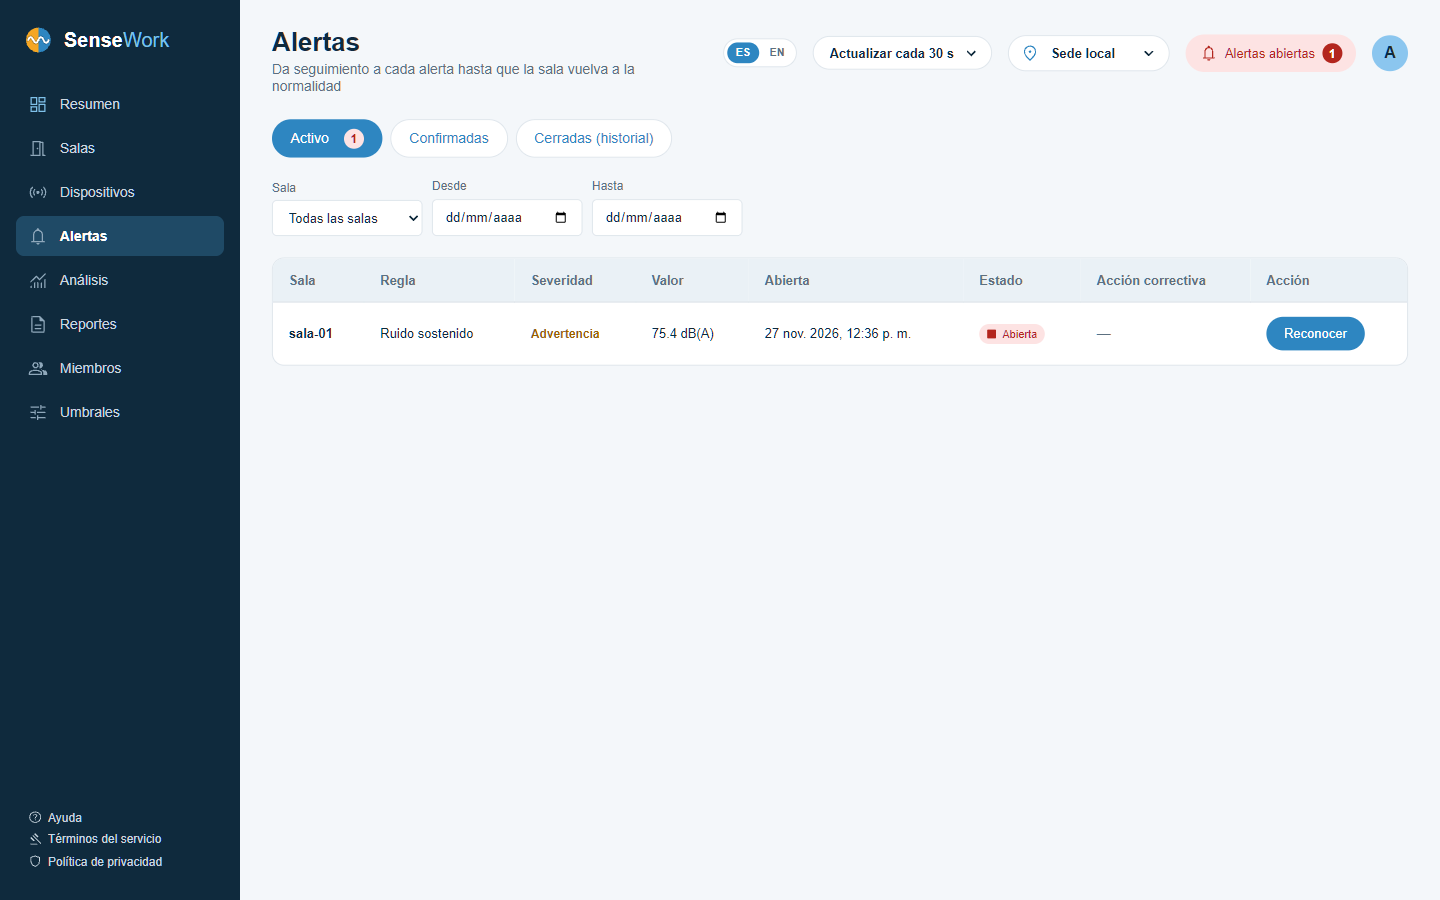 SenseWork
Resumen
Salas
Dispositivos
Alertas
Análisis
Reportes
Miembros
Umbrales
Ayuda
Términos del servicio
Política de privacidad
Alertas
Da seguimiento a cada alerta hasta que la sala vuelva a la
normalidad
ES EN
Actualizar cada 30 s
Sede local
Alertas abiertas 1
A
Activo 1
Confirmadas
Cerradas (historial)
Sala Desde Hasta
Todas las salas dd/mm/aaaa dd/mm/aaaa
Sala Regla Severidad Valor Abierta Estado Acción correctiva Acción
sala-01 Ruido sostenido Advertencia 75.4 dB(A) 27 nov. 2026, 12:36 p. m. Abierta — Reconocer